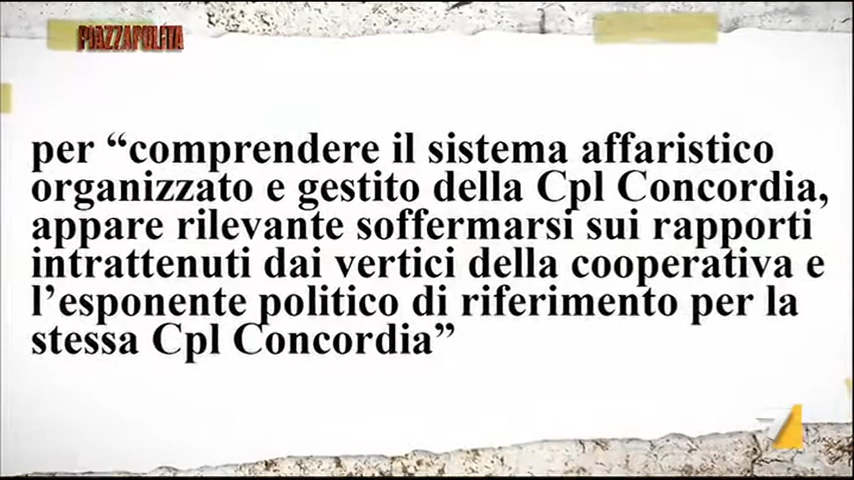 PIAZZAPULITA
per “comprendere il sistema affaristico
organizzato e gestito della Cpl Concordia,
appare rilevante soffermarsi sui rapporti
intrattenuti dai vertici della cooperativa e
l’esponente politico di riferimento per la
stessa Cpl Concordia”
7